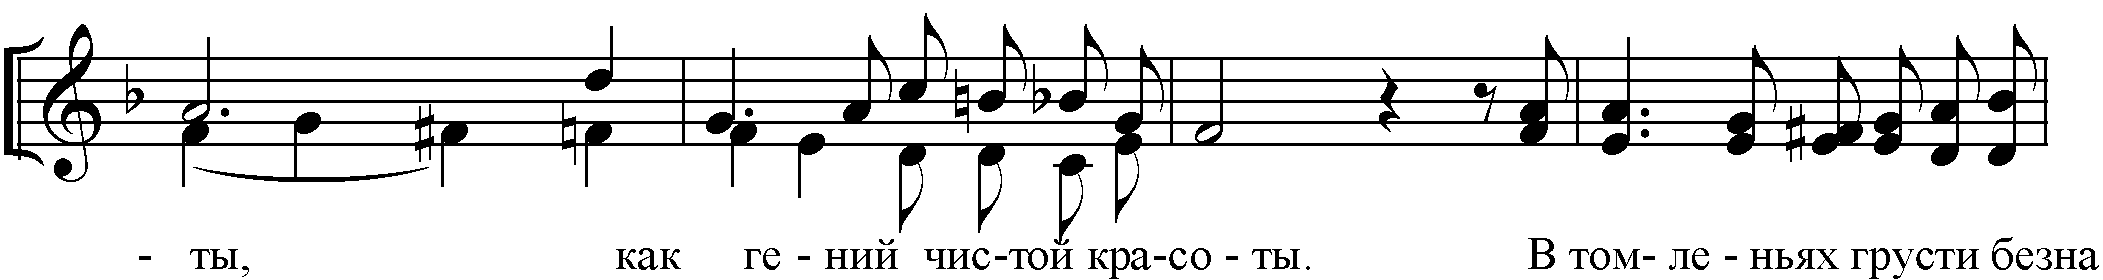 - ты, как ге - ний чис-той кра-со - ты. В том- ле - ньях грусти безна